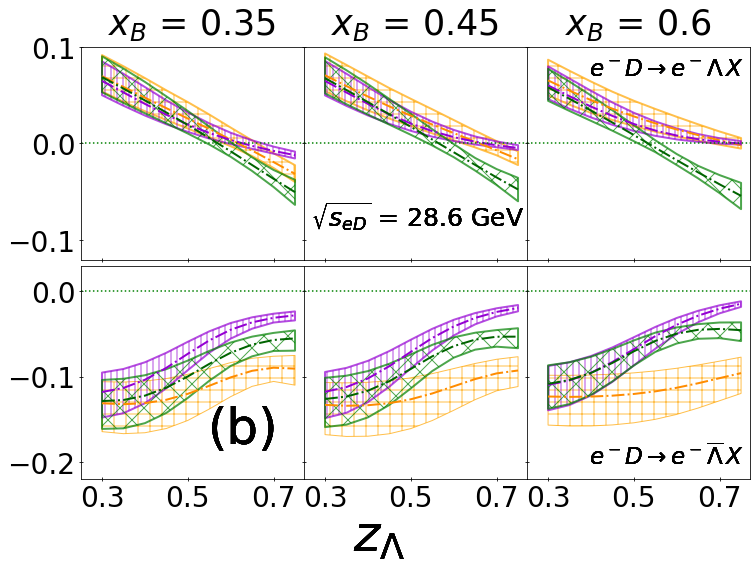 x_B = 0.35 x_B = 0.45 x_B = 0.6
0.1
e⁻D → e⁻ΛX
0.0
√s_eD = 28.6 GeV
−0.1
0.0
−0.1
(b)
e⁻D → e⁻Λ̅X
−0.2
0.3 0.5 0.7 0.3 0.5 0.7 0.3 0.5 0.7
z_Λ